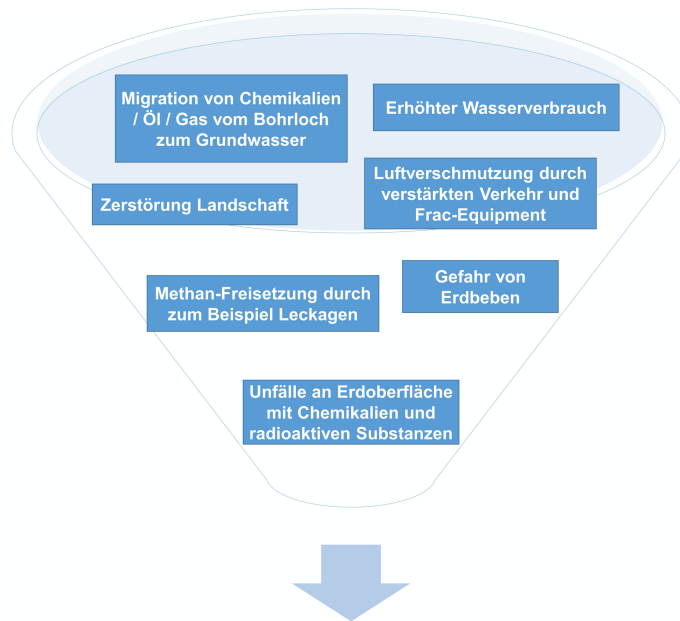 Migration von Chemikalien
/ Öl / Gas vom Bohrloch
zum Grundwasser
Erhöhter Wasserverbrauch
Zerstörung Landschaft
Luftverschmutzung durch
verstärkten Verkehr und
Frac-Equipment
Methan-Freisetzung durch
zum Beispiel Leckagen
Gefahr von
Erdbeben
Unfälle an Erdoberfläche
mit Chemikalien und
radioaktiven Substanzen